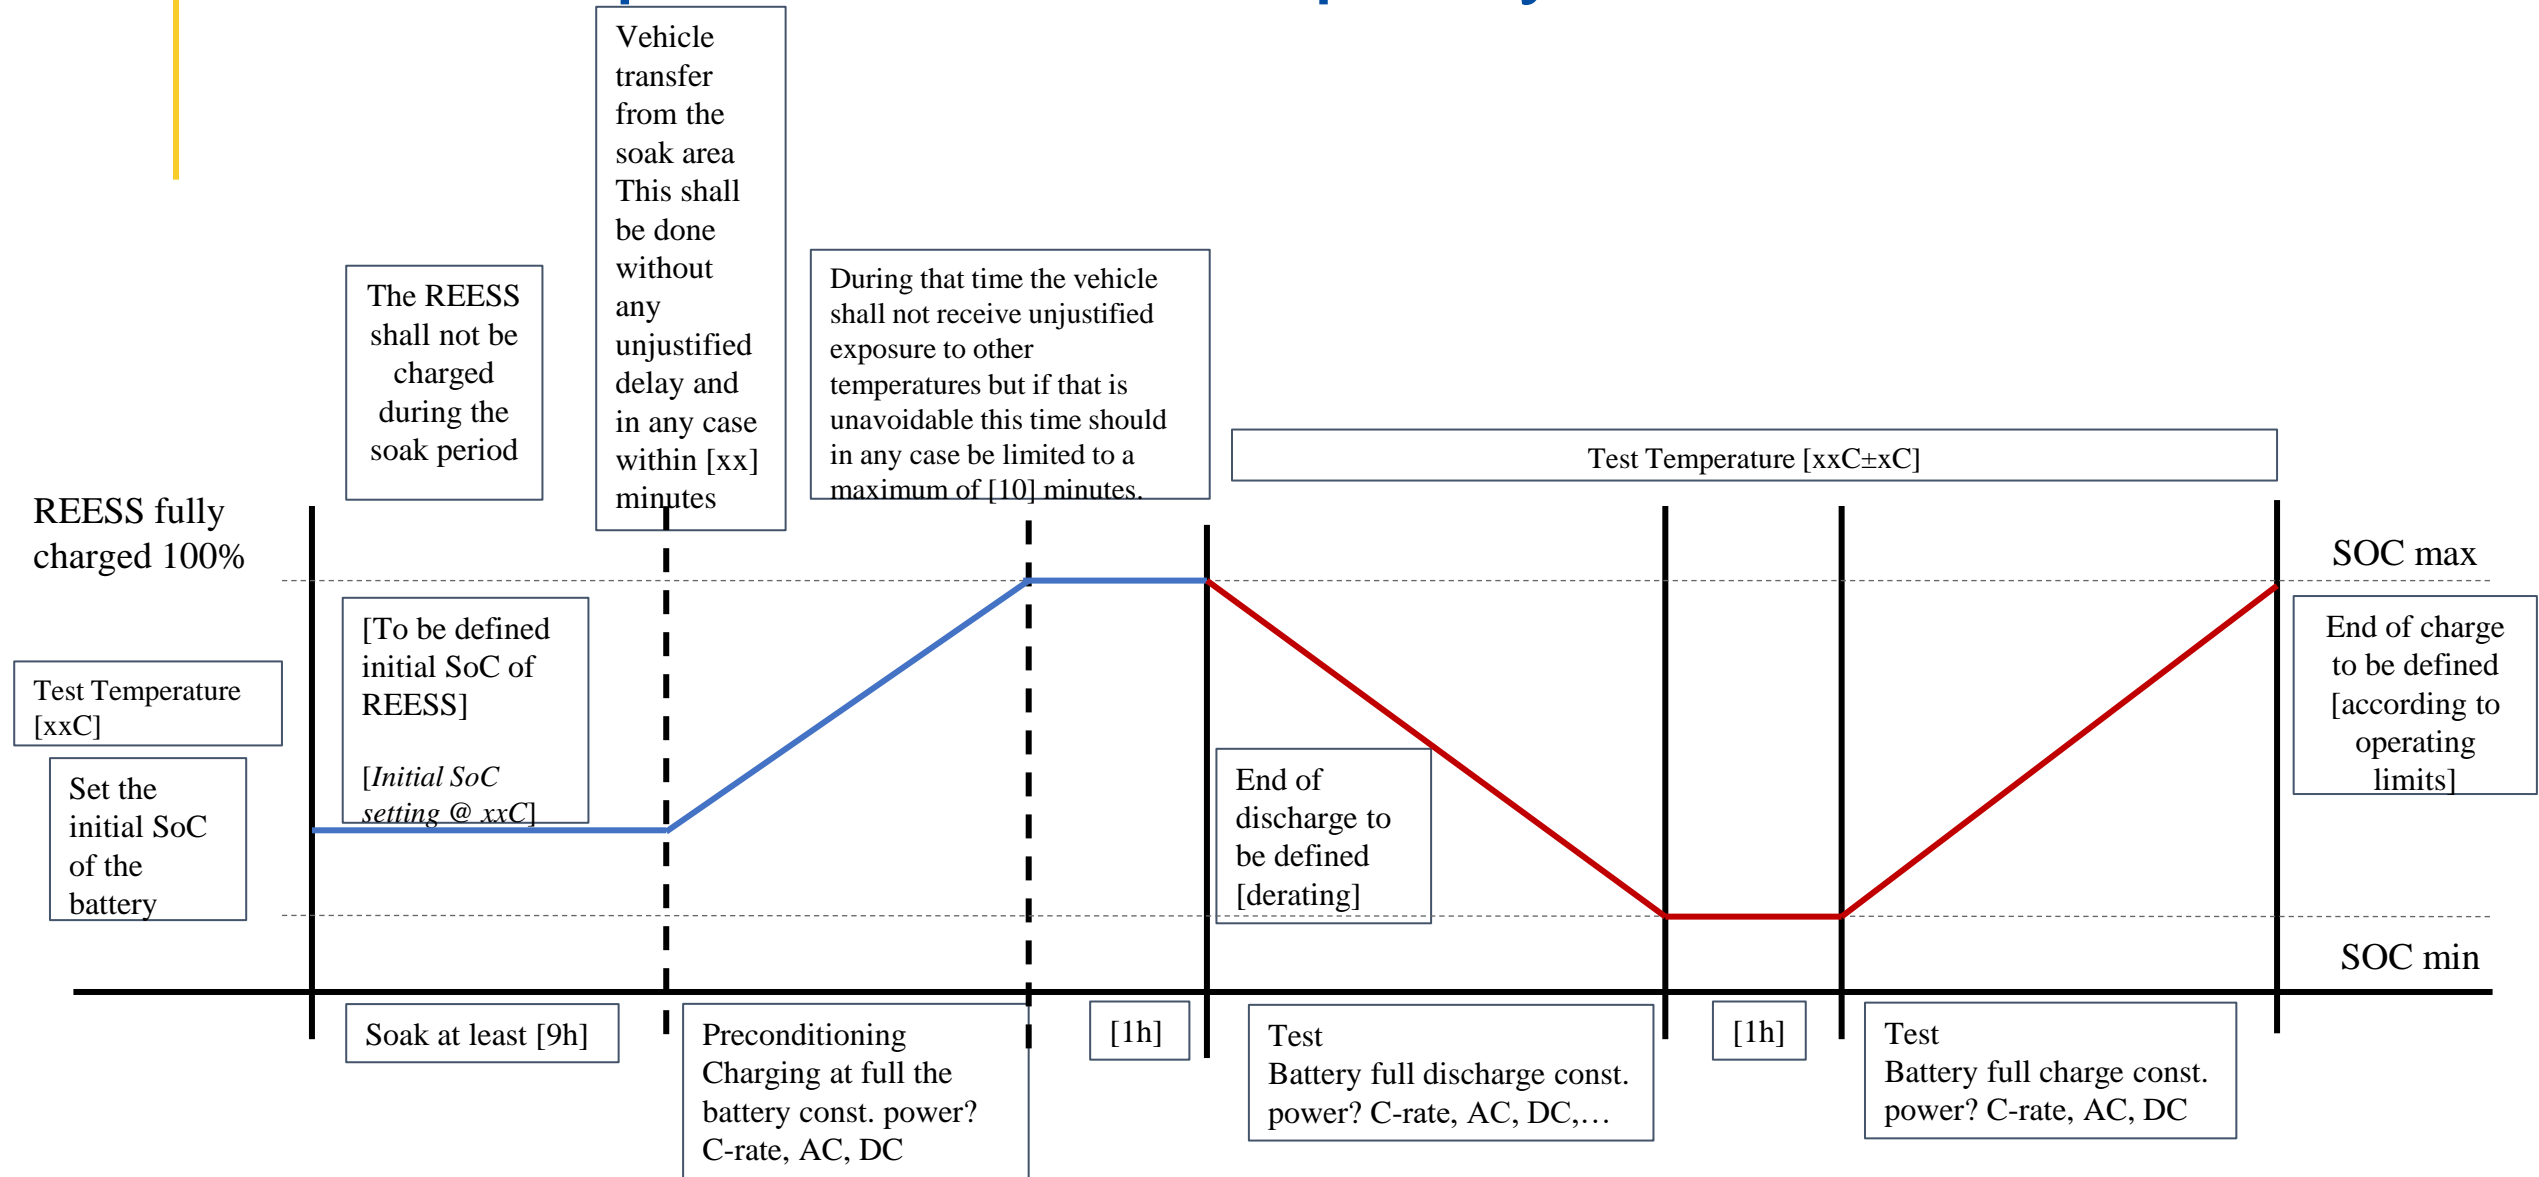 Vehicle
transfer
from the
soak area
This shall
be done
without
any
unjustified
delay and
in any case
within [xx]
minutes
The REESS
shall not be
charged
during the
soak period
During that time the vehicle
shall not receive unjustified
exposure to other
temperatures but if that is
unavoidable this time should
in any case be limited to a
maximum of [10] minutes.
Test Temperature [xxC±xC]
REESS fully
charged 100%
SOC max
[To be defined
initial SoC of
REESS]
[Initial SoC
setting @ xxC]
Test Temperature
[xxC]
Set the
initial SoC
of the
battery
End of
discharge to
be defined
[derating]
End of charge
to be defined
[according to
operating
limits]
SOC min
Soak at least [9h]
Preconditioning
Charging at full the
battery const. power?
C-rate, AC, DC
[1h]
Test
Battery full discharge const.
power? C-rate, AC, DC,…
[1h]
Test
Battery full charge const.
power? C-rate, AC, DC